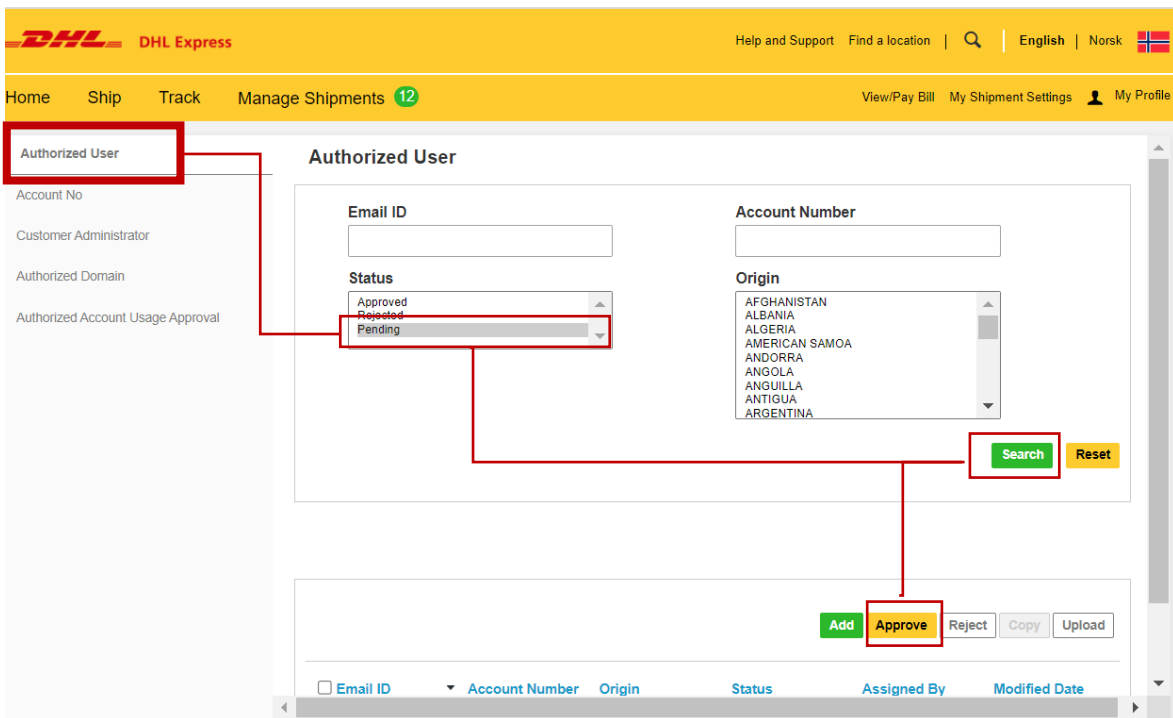 DHL DHL Express
Help and Support Find a location | English | Norsk
Home Ship Track Manage Shipments 12
View/Pay Bill My Shipment Settings My Profile
Authorized User
Account No
Customer Administrator
Authorized Domain
Authorized Account Usage Approval
Authorized User
Email ID
Account Number
Status
Approved
Rejected
Pending
Origin
AFGHANISTAN
ALBANIA
ALGERIA
AMERICAN SAMOA
ANDORRA
ANGOLA
ANGUILLA
ANTIGUA
ARGENTINA
Search Reset
Add Approve Reject Copy Upload
Email ID Account Number Origin Status Assigned By Modified Date